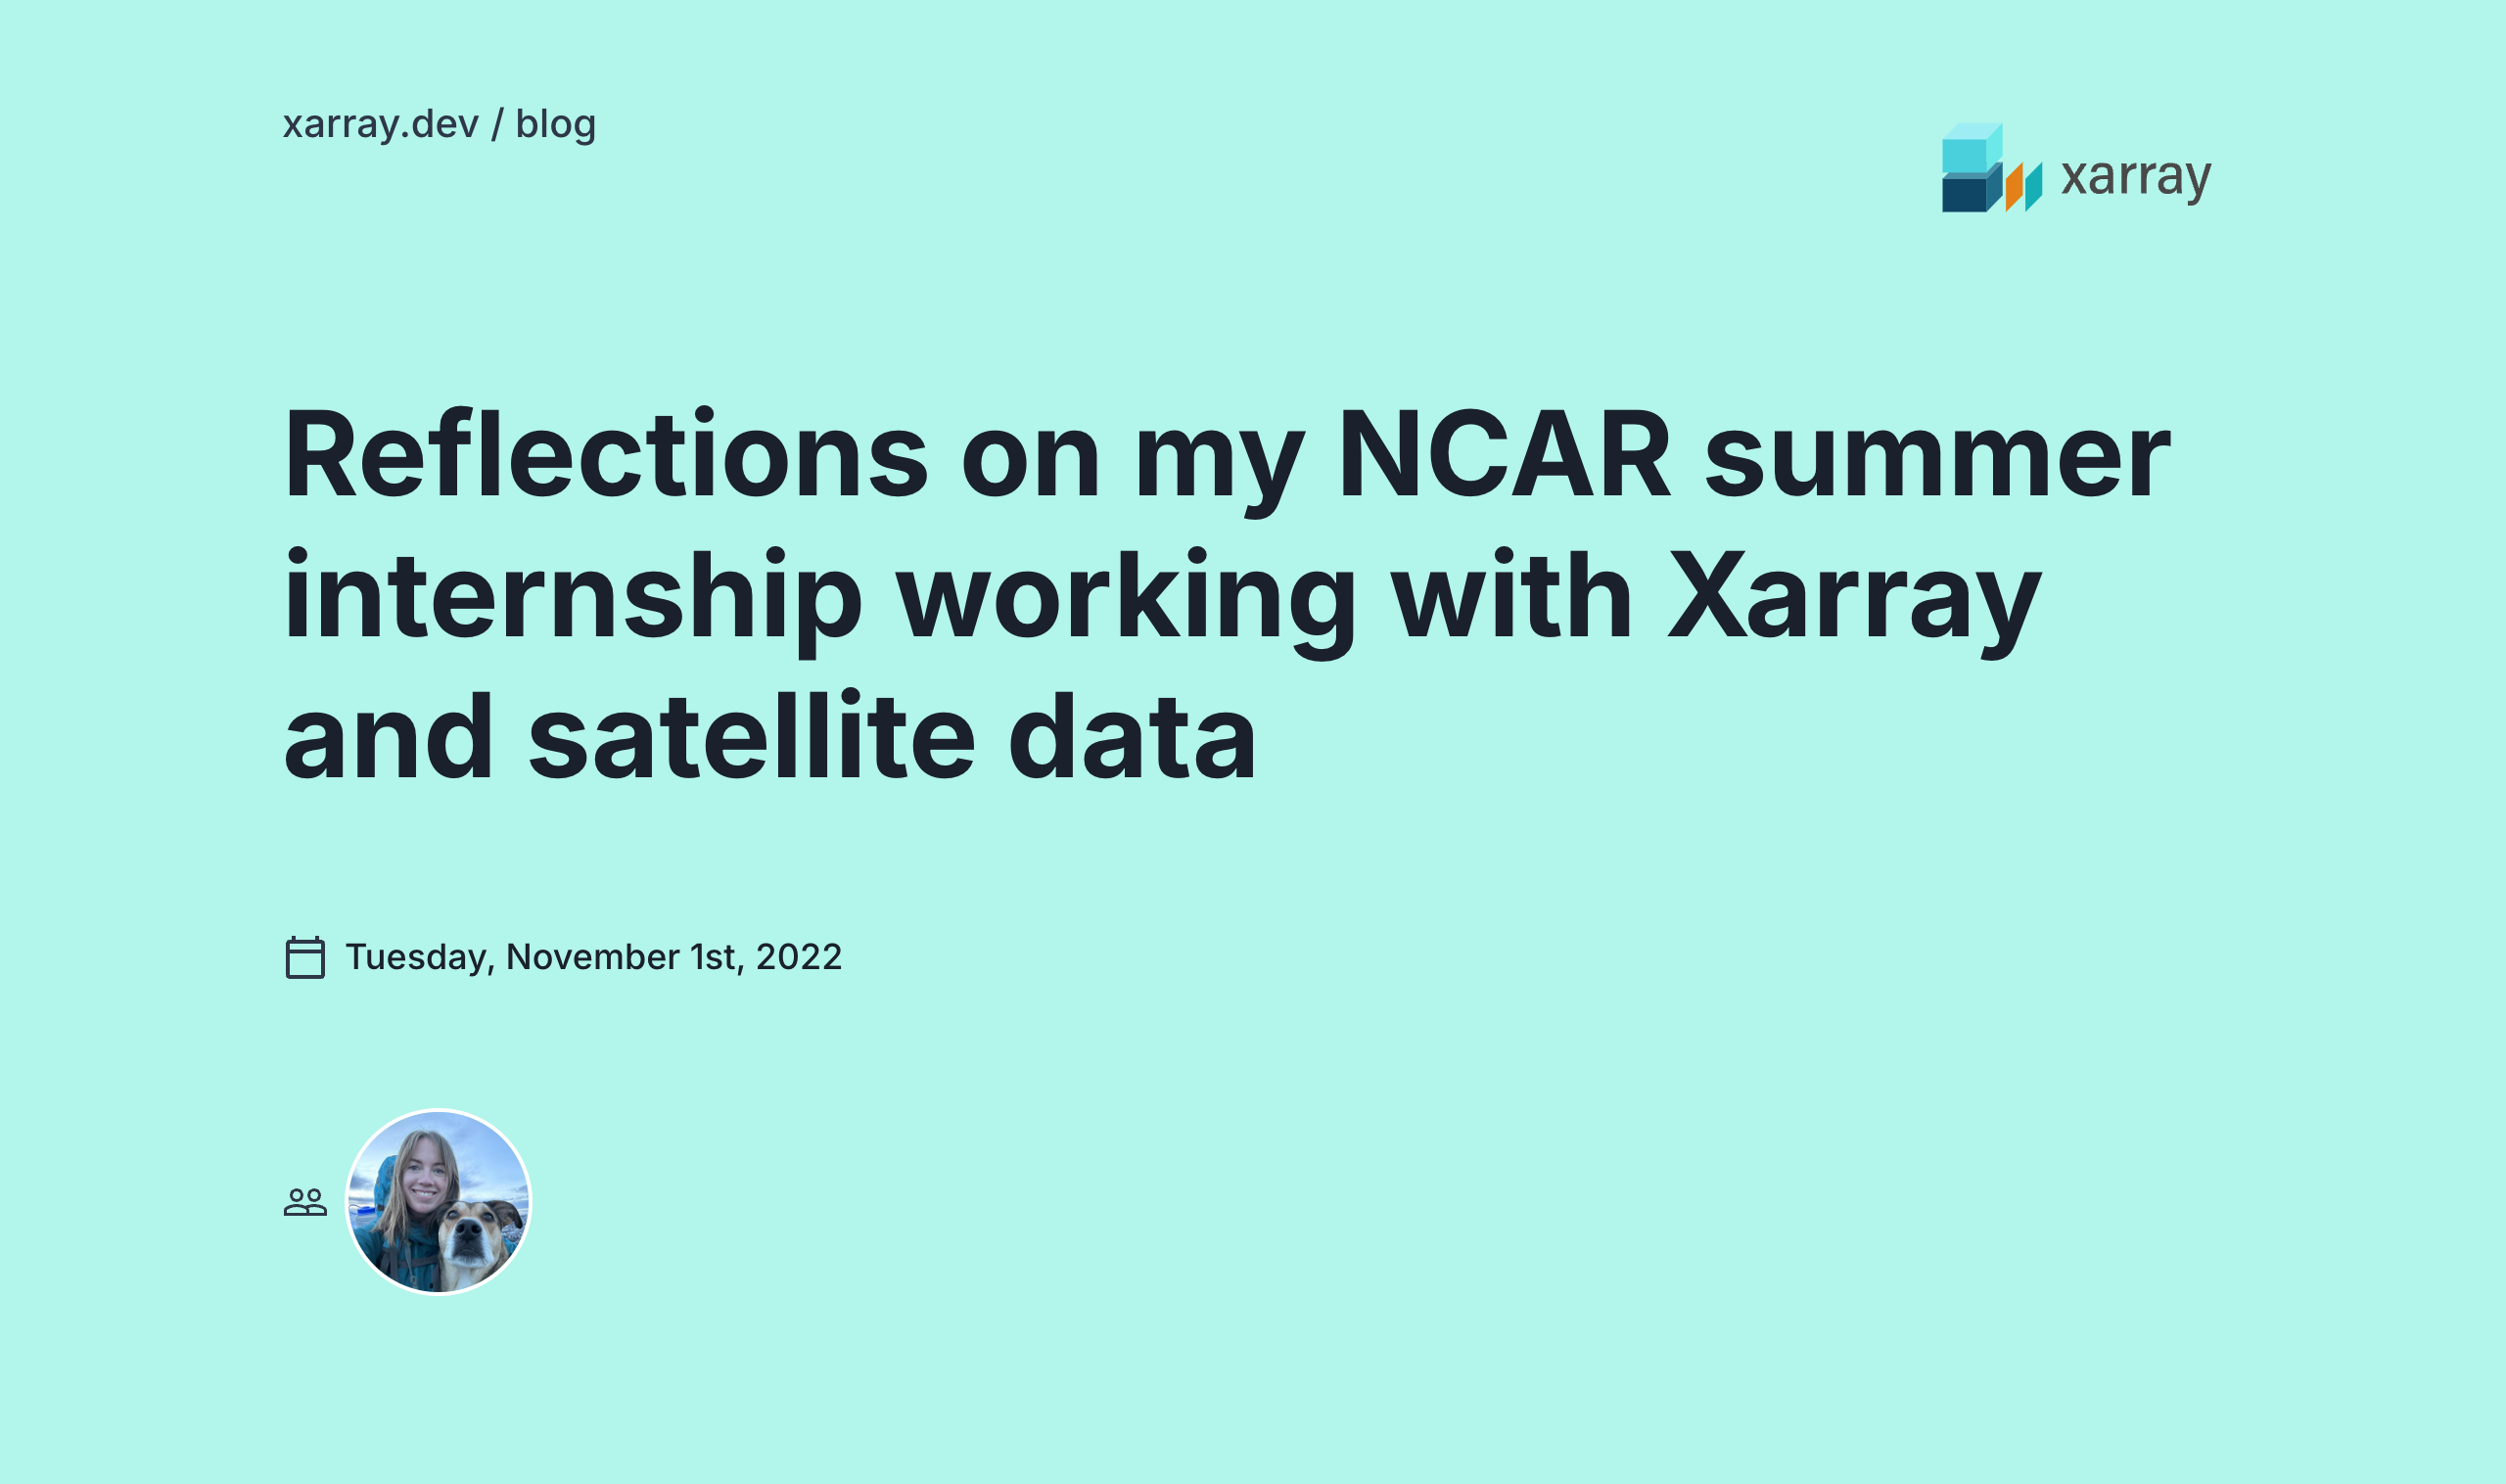 xarray.dev / blog
xarray
Reflections on my NCAR summer
internship working with Xarray
and satellite data
Tuesday, November 1st, 2022